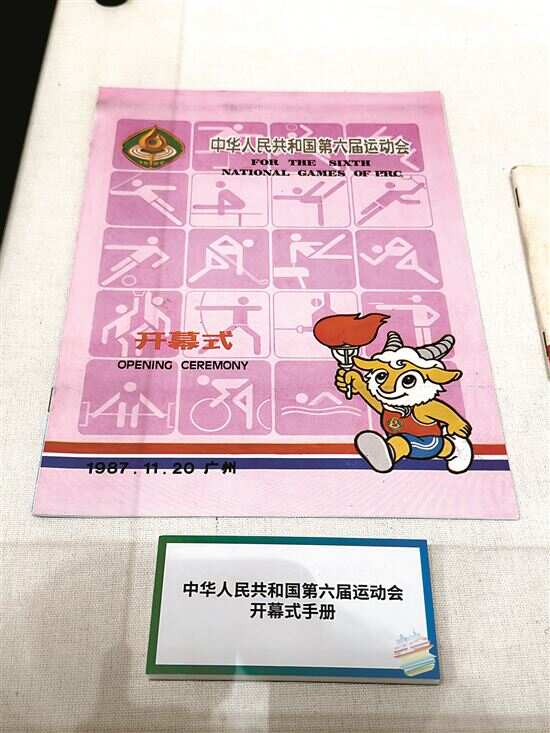 中华人民共和国第六届运动会
FOR THE SIXTH
NATIONAL GAMES OF PRC
开幕式
OPENING CEREMONY
1987.11.20 广州
中华人民共和国第六届运动会
开幕式手册